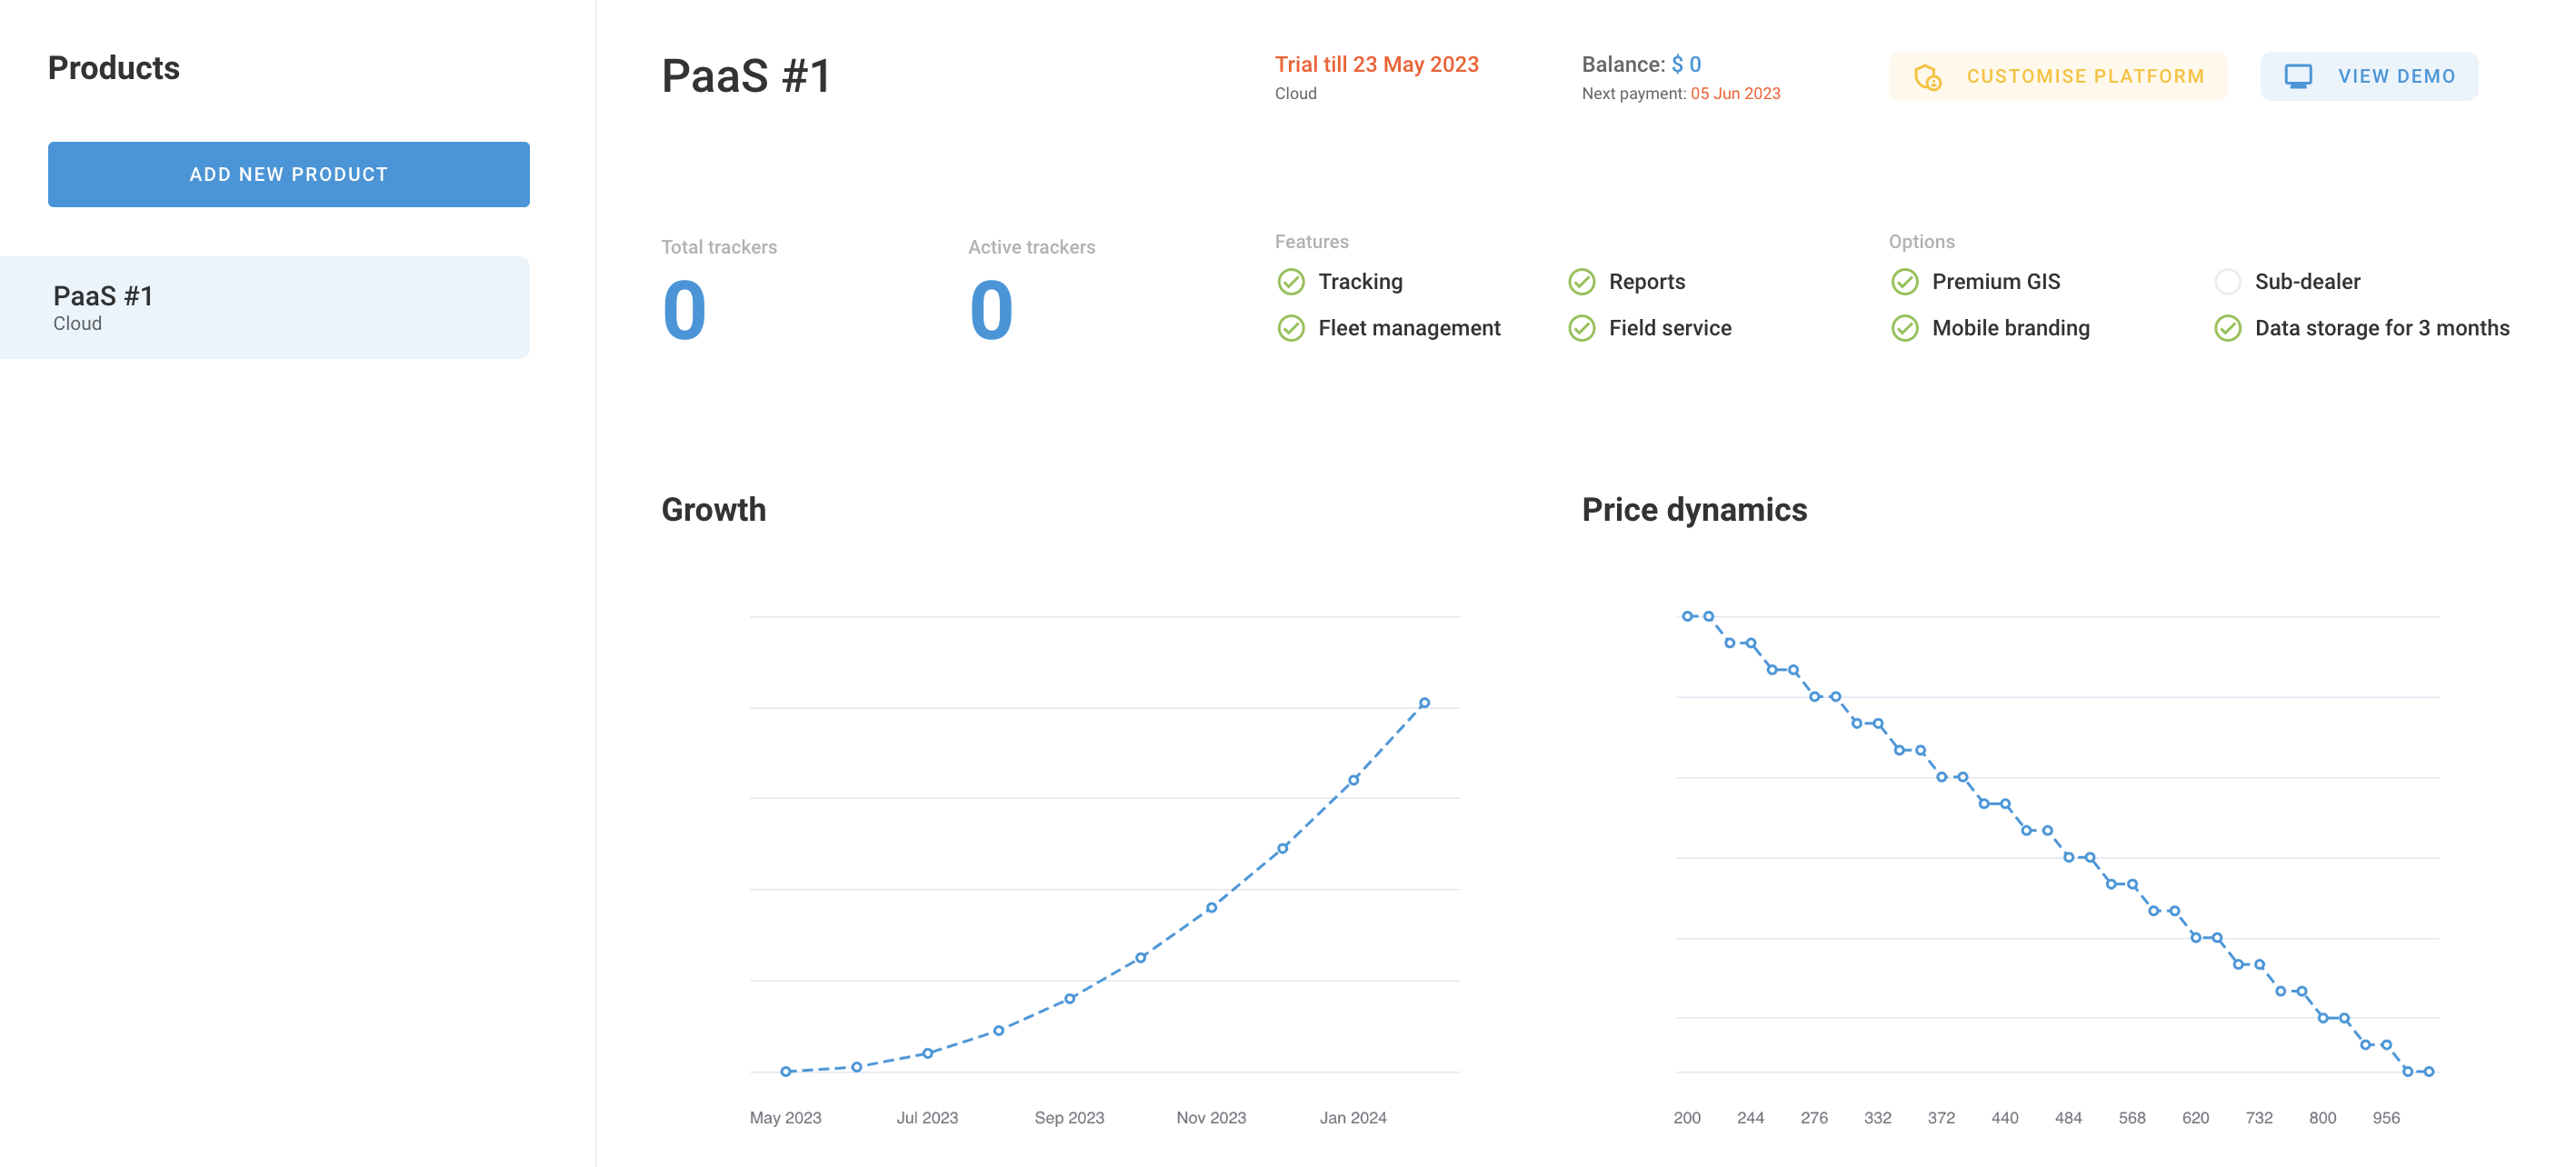 Products
ADD NEW PRODUCT
PaaS #1
Cloud
PaaS #1
Trial till 23 May 2023
Cloud
Balance: $ 0
Next payment: 05 Jun 2023
CUSTOMISE PLATFORM
VIEW DEMO
Total trackers
0
Active trackers
0
Features
Tracking
Reports
Fleet management
Field service
Options
Premium GIS
Sub-dealer
Mobile branding
Data storage for 3 months
Growth
May 2023 Jul 2023 Sep 2023 Nov 2023 Jan 2024
Price dynamics
200 244 276 332 372 440 484 568 620 732 800 956